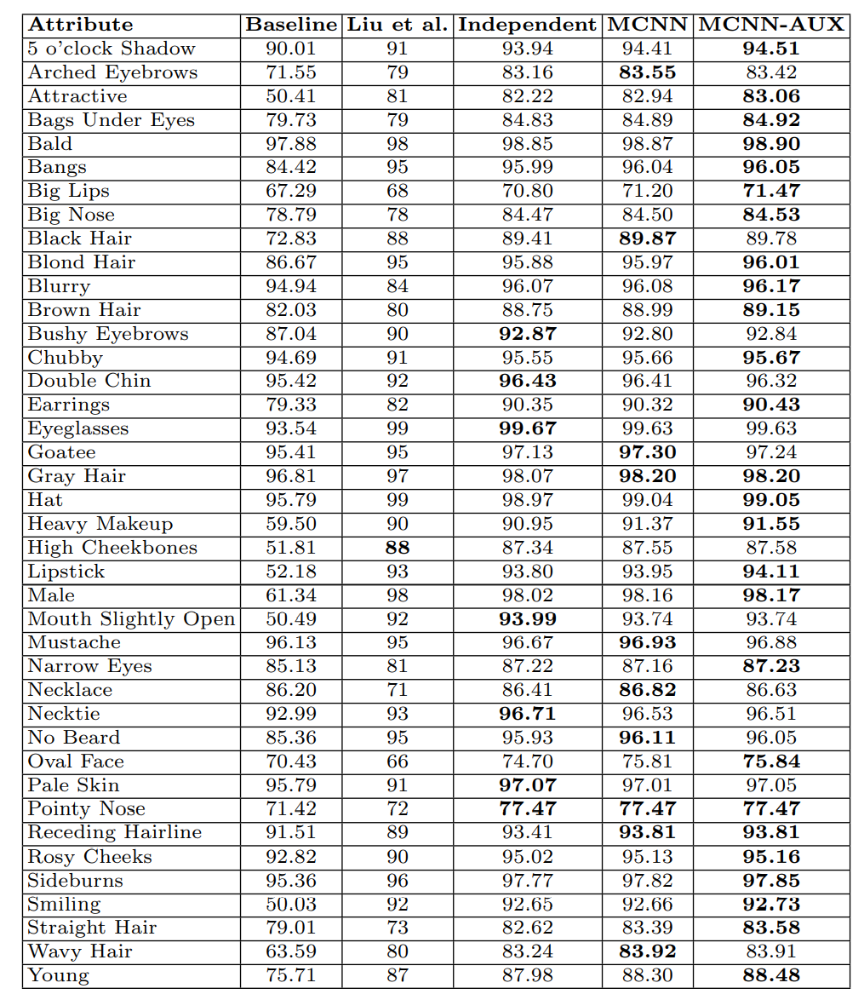 Attribute Baseline Liu et al. Independent MCNN MCNN-AUX
5 o'clock Shadow 90.01 91 93.94 94.41 94.51
Arched Eyebrows 71.55 79 83.16 83.55 83.42
Attractive 50.41 81 82.22 82.94 83.06
Bags Under Eyes 79.73 79 84.83 84.89 84.92
Bald 97.88 98 98.85 98.87 98.90
Bangs 84.42 95 95.99 96.04 96.05
Big Lips 67.29 68 70.80 71.20 71.47
Big Nose 78.79 78 84.47 84.50 84.53
Black Hair 72.83 88 89.41 89.87 89.78
Blond Hair 86.67 95 95.88 95.97 96.01
Blurry 94.94 84 96.07 96.08 96.17
Brown Hair 82.03 80 88.75 88.99 89.15
Bushy Eyebrows 87.04 90 92.87 92.80 92.84
Chubby 94.69 91 95.55 95.66 95.67
Double Chin 95.42 92 96.43 96.41 96.32
Earrings 79.33 82 90.35 90.32 90.43
Eyeglasses 93.54 99 99.67 99.63 99.63
Goatee 95.41 95 97.13 97.30 97.24
Gray Hair 96.81 97 98.07 98.20 98.20
Hat 95.79 99 98.97 99.04 99.05
Heavy Makeup 59.50 90 90.95 91.37 91.55
High Cheekbones 51.81 88 87.34 87.55 87.58
Lipstick 52.18 93 93.80 93.95 94.11
Male 61.34 98 98.02 98.16 98.17
Mouth Slightly Open 50.49 92 93.99 93.74 93.74
Mustache 96.13 95 96.67 96.93 96.88
Narrow Eyes 85.13 81 87.22 87.16 87.23
Necklace 86.20 71 86.41 86.82 86.63
Necktie 92.99 93 96.71 96.53 96.51
No Beard 85.36 95 95.93 96.11 96.05
Oval Face 70.43 66 74.70 75.81 75.84
Pale Skin 95.79 91 97.07 97.01 97.05
Pointy Nose 71.42 72 77.47 77.47 77.47
Receding Hairline 91.51 89 93.41 93.81 93.81
Rosy Cheeks 92.82 90 95.02 95.13 95.16
Sideburns 95.36 96 97.77 97.82 97.85
Smiling 50.03 92 92.65 92.66 92.73
Straight Hair 79.01 73 82.62 83.39 83.58
Wavy Hair 63.59 80 83.24 83.92 83.91
Young 75.71 87 87.98 88.30 88.48